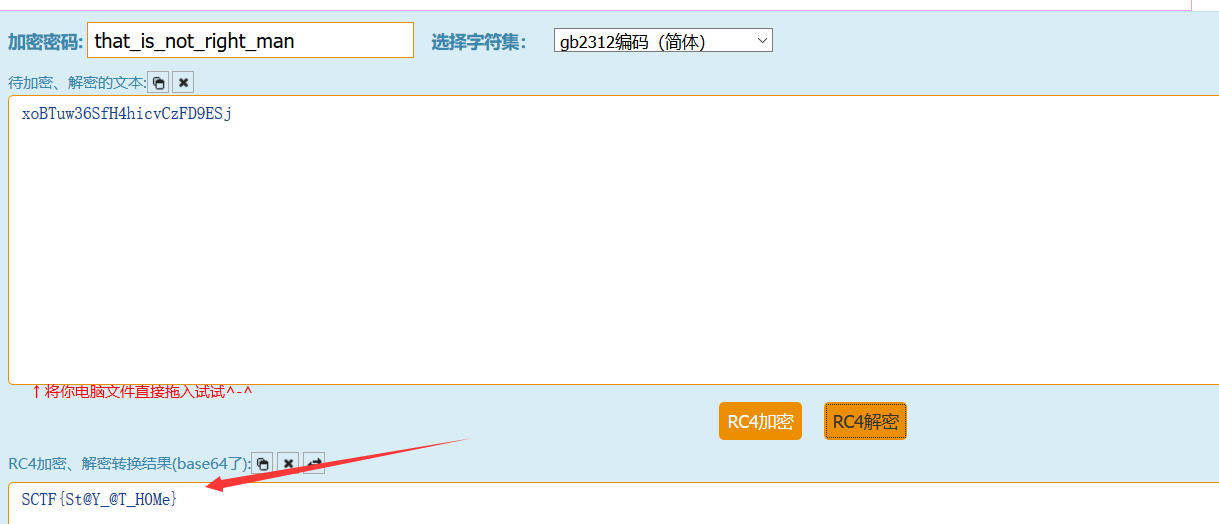 加密密码: that_is_not_right_man 选择字符集： gb2312编码（简体）
待加密、解密的文本:
xoBTuw36SfH4hicvCzFD9ESj
↑将你电脑文件直接拖入试试^-^
RC4加密 RC4解密
RC4加密、解密转换结果(base64了):
SCTF{St@Y_@T_H0Me}